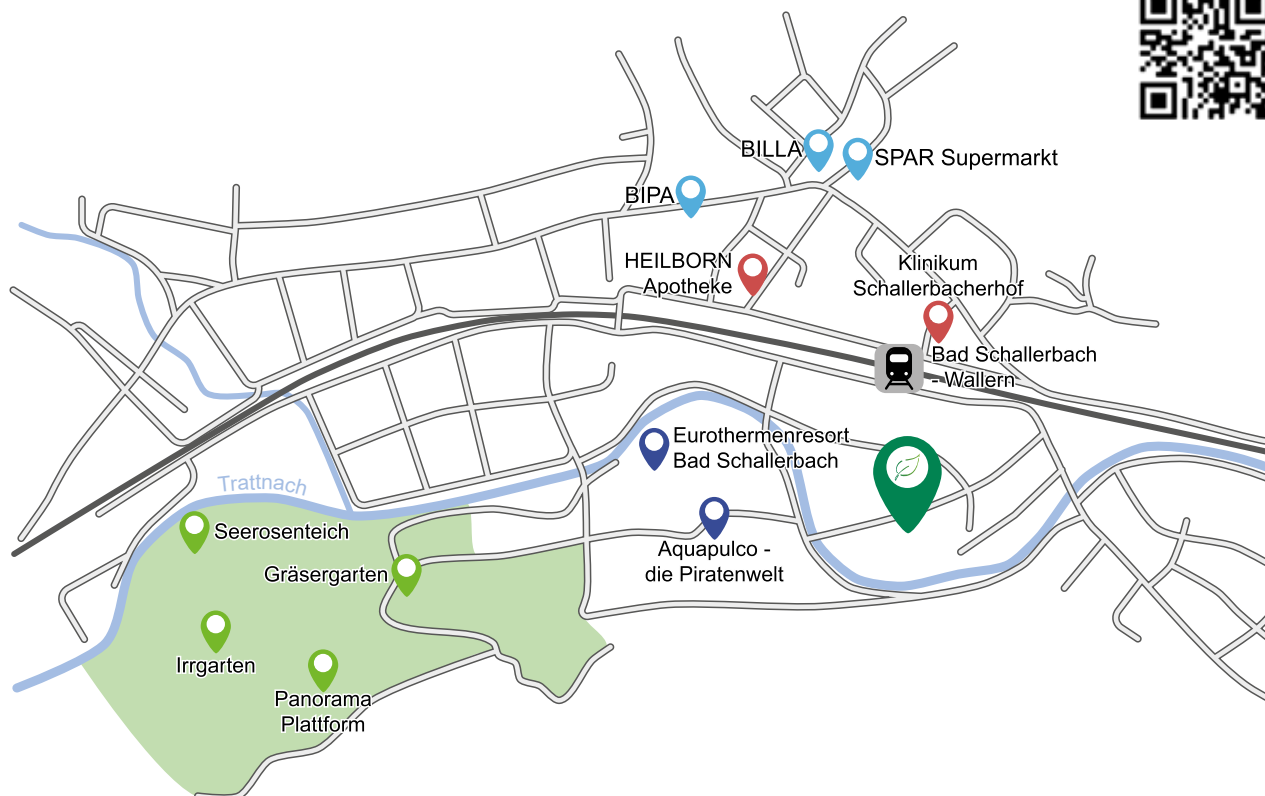 BILLA
SPAR Supermarkt
BIPA
HEILBORN
Apotheke
Klinikum
Schallerbacherhof
Bad Schallerbach
- Wallern
Eurothermenresort
Bad Schallerbach
Trattnach
Seerosenteich
Aquapulco -
die Piratenwelt
Gräsergarten
Irrgarten
Panorama
Plattform